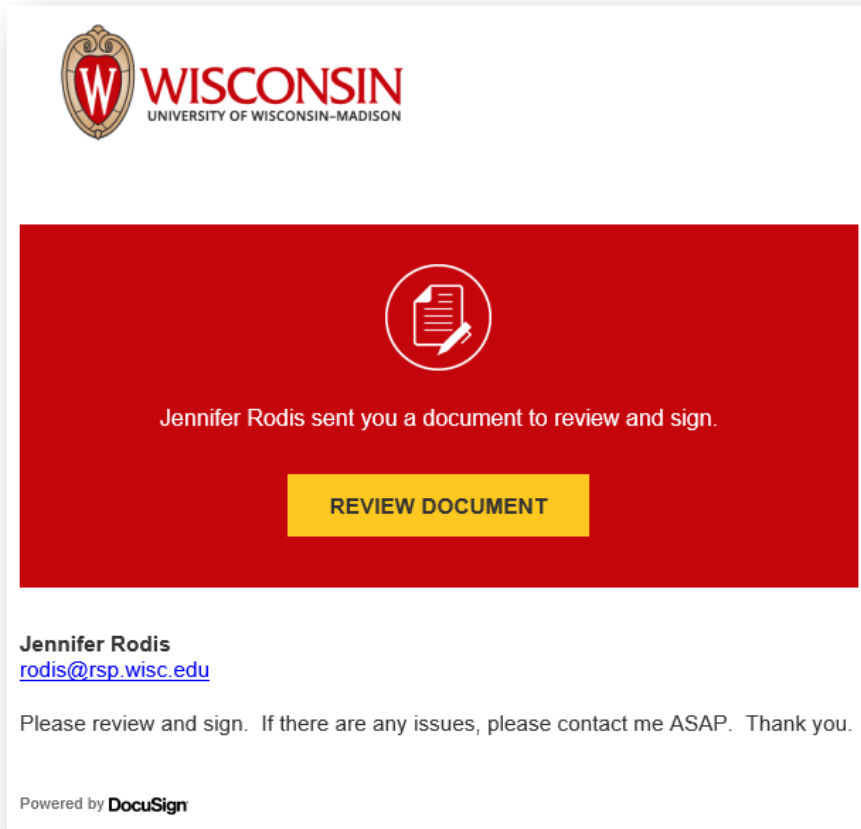 W
WISCONSIN
UNIVERSITY OF WISCONSIN–MADISON
Jennifer Rodis sent you a document to review and sign.
REVIEW DOCUMENT
Jennifer Rodis
rodis@rsp.wisc.edu
Please review and sign.  If there are any issues, please contact me ASAP.  Thank you.
Powered by DocuSign